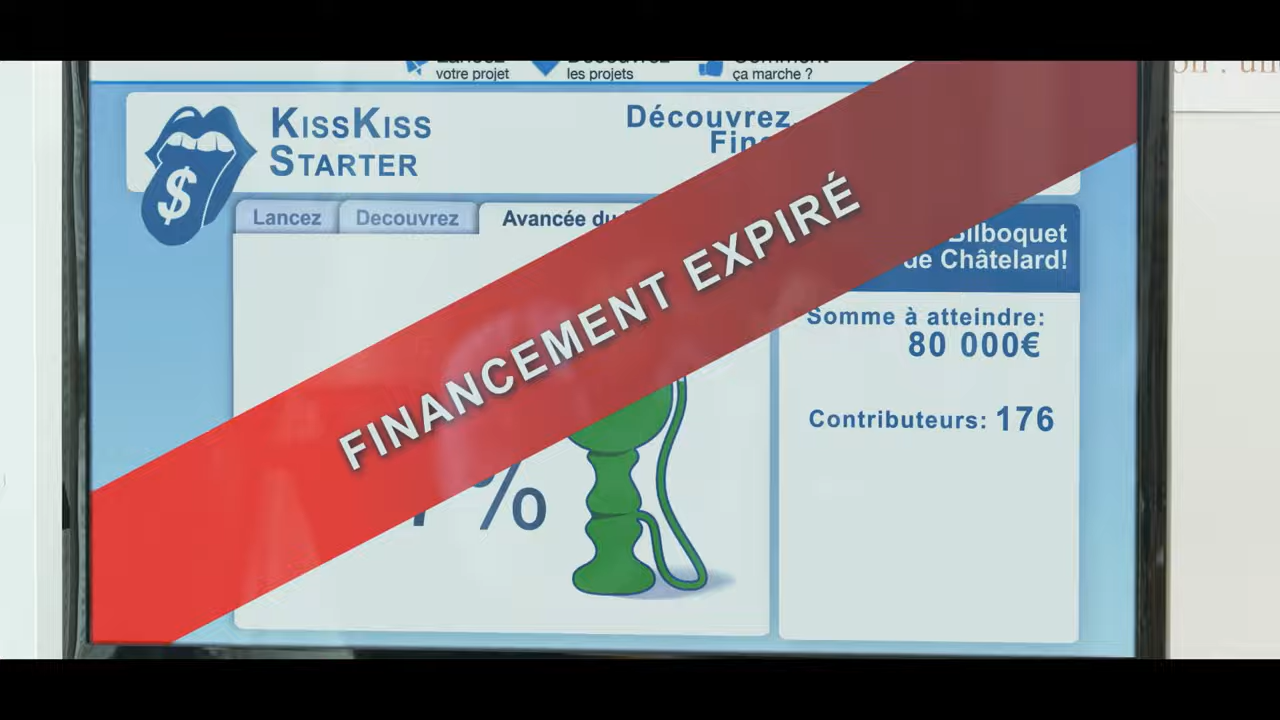 votre projet
les projets
ça marche ?
KISSKISS
STARTER
Découvrez
$
Lancez
Decouvrez
Avancée du
FINANCEMENT EXPIRÉ
Bilboquet
de Châtelard!
Somme à atteindre:
80 000€
Contributeurs: 176
%